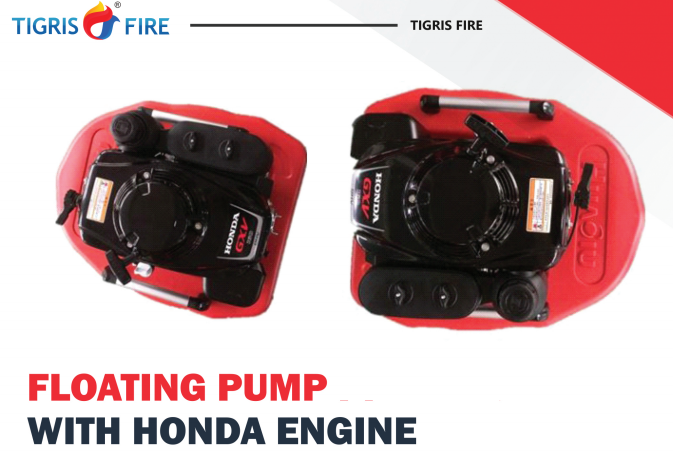 TIGRIS FIRE ®
TIGRIS FIRE
HONDA
GXV
HONDA
GXV
FLOATING PUMP
WITH HONDA ENGINE